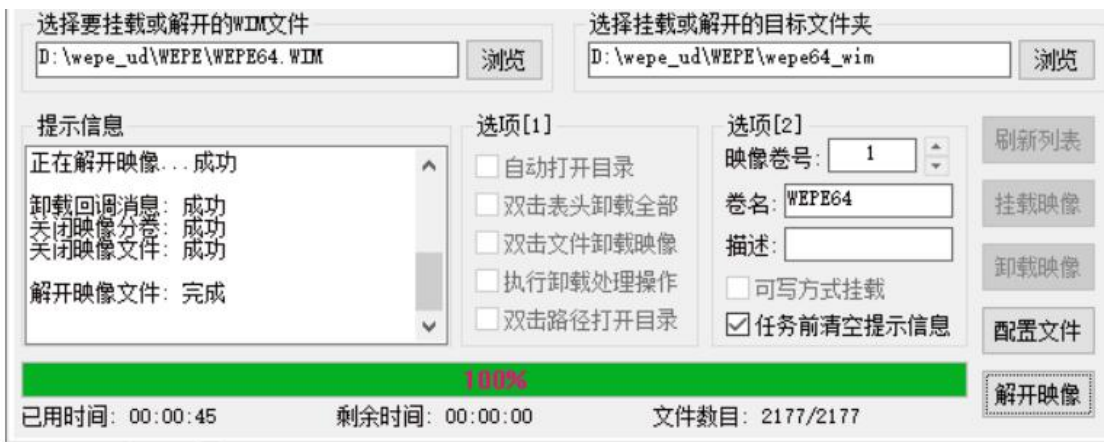 选择要挂载或解开的WIM文件
D:\wepe_ud\WEPE\WEPE64.WIM
浏览
选择挂载或解开的目标文件夹
D:\wepe_ud\WEPE\wepe64_wim
浏览
提示信息
正在解开映像...成功
卸载回调消息: 成功
关闭映像分卷: 成功
关闭映像文件: 成功
解开映像文件: 完成
选项[1]
自动打开目录
双击表头卸载全部
双击文件卸载映像
执行卸载处理操作
双击路径打开目录
选项[2]
映像卷号: 1
卷名: WEPE64
描述:
可写方式挂载
任务前清空提示信息
刷新列表
挂载映像
卸载映像
配置文件
解开映像
100%
已用时间: 00:00:45 剩余时间: 00:00:00 文件数目: 2177/2177